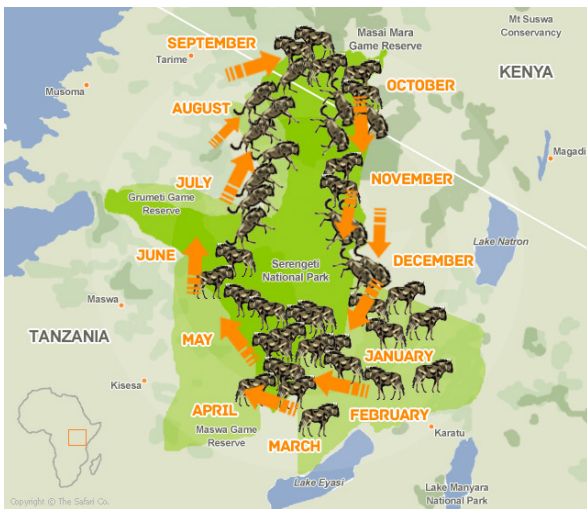 Mt Suswa
Conservancy
Masai Mara
Game Reserve
SEPTEMBER
Tarime
KENYA
Musoma
OCTOBER
AUGUST
Magadi
JULY
NOVEMBER
Grumeti Game
Reserve
Lake Natron
JUNE
Serengeti
National Park
DECEMBER
Maswa
TANZANIA
MAY
JANUARY
Kisesa
APRIL
FEBRUARY
Maswa Game
Reserve
MARCH
Karatu
Lake Eyasi
Lake Manyara
National Park
Copyright © The Safari Co.